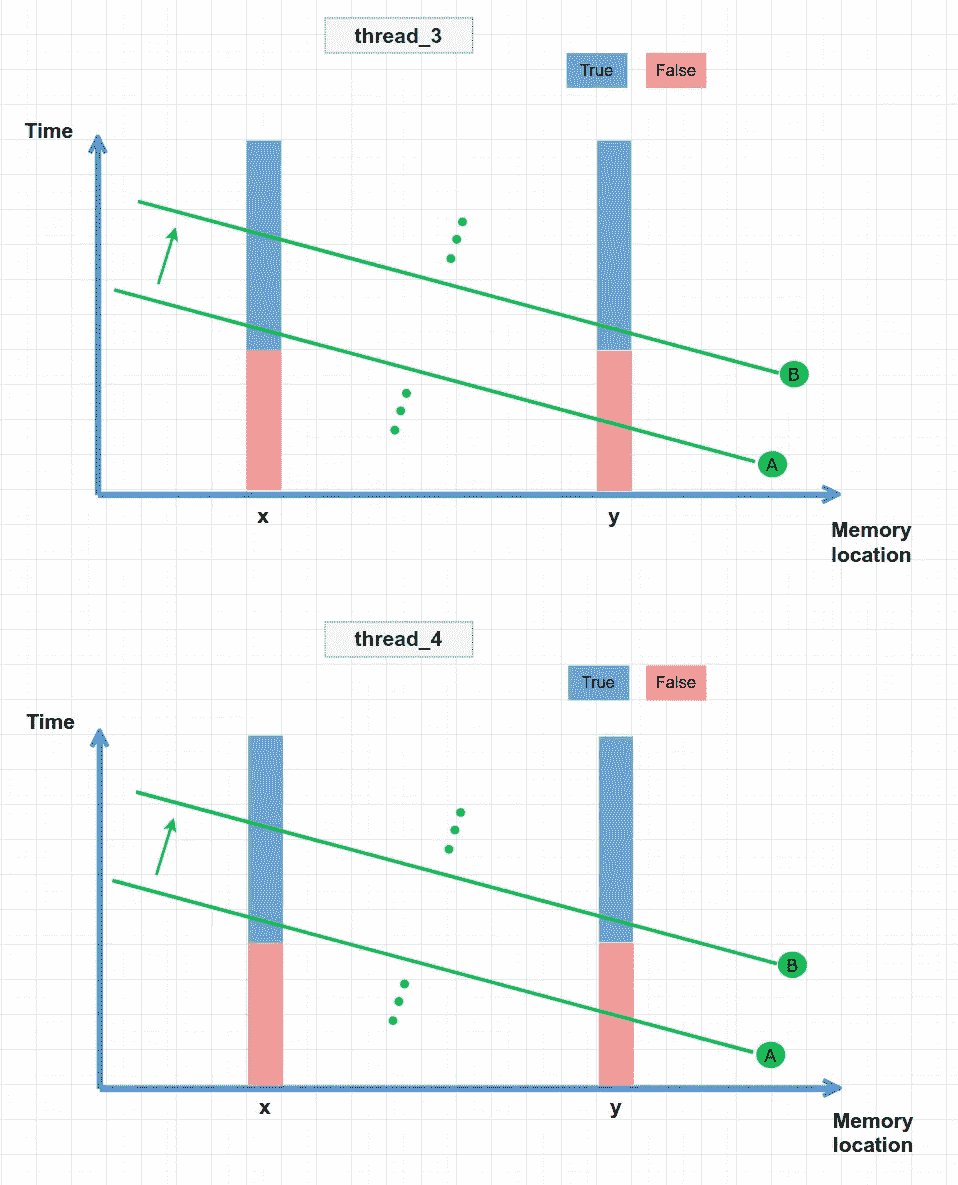 thread_3
True False
Time
B
A
x y
Memory
location
thread_4
True False
Time
B
A
x y
Memory
location